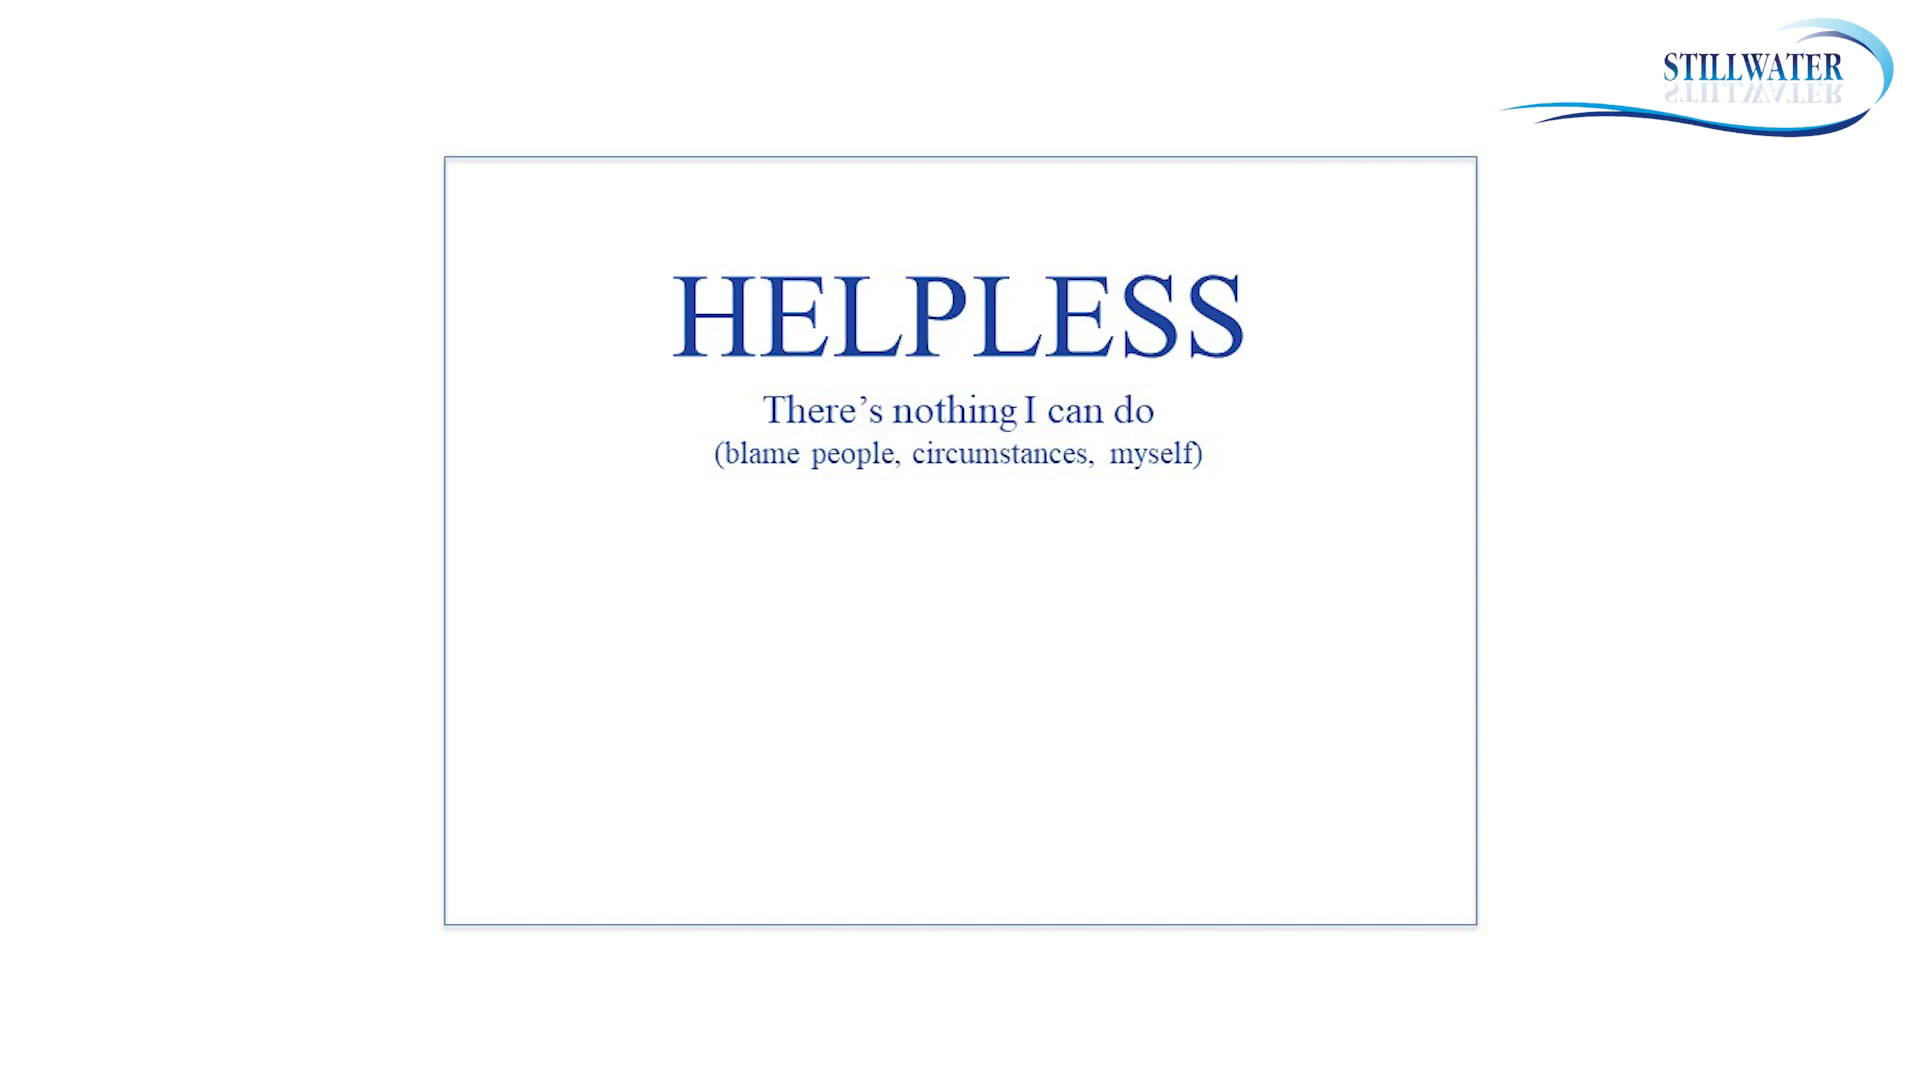 STILLWATER
HELPLESS
There’s nothing I can do
(blame people, circumstances, myself)